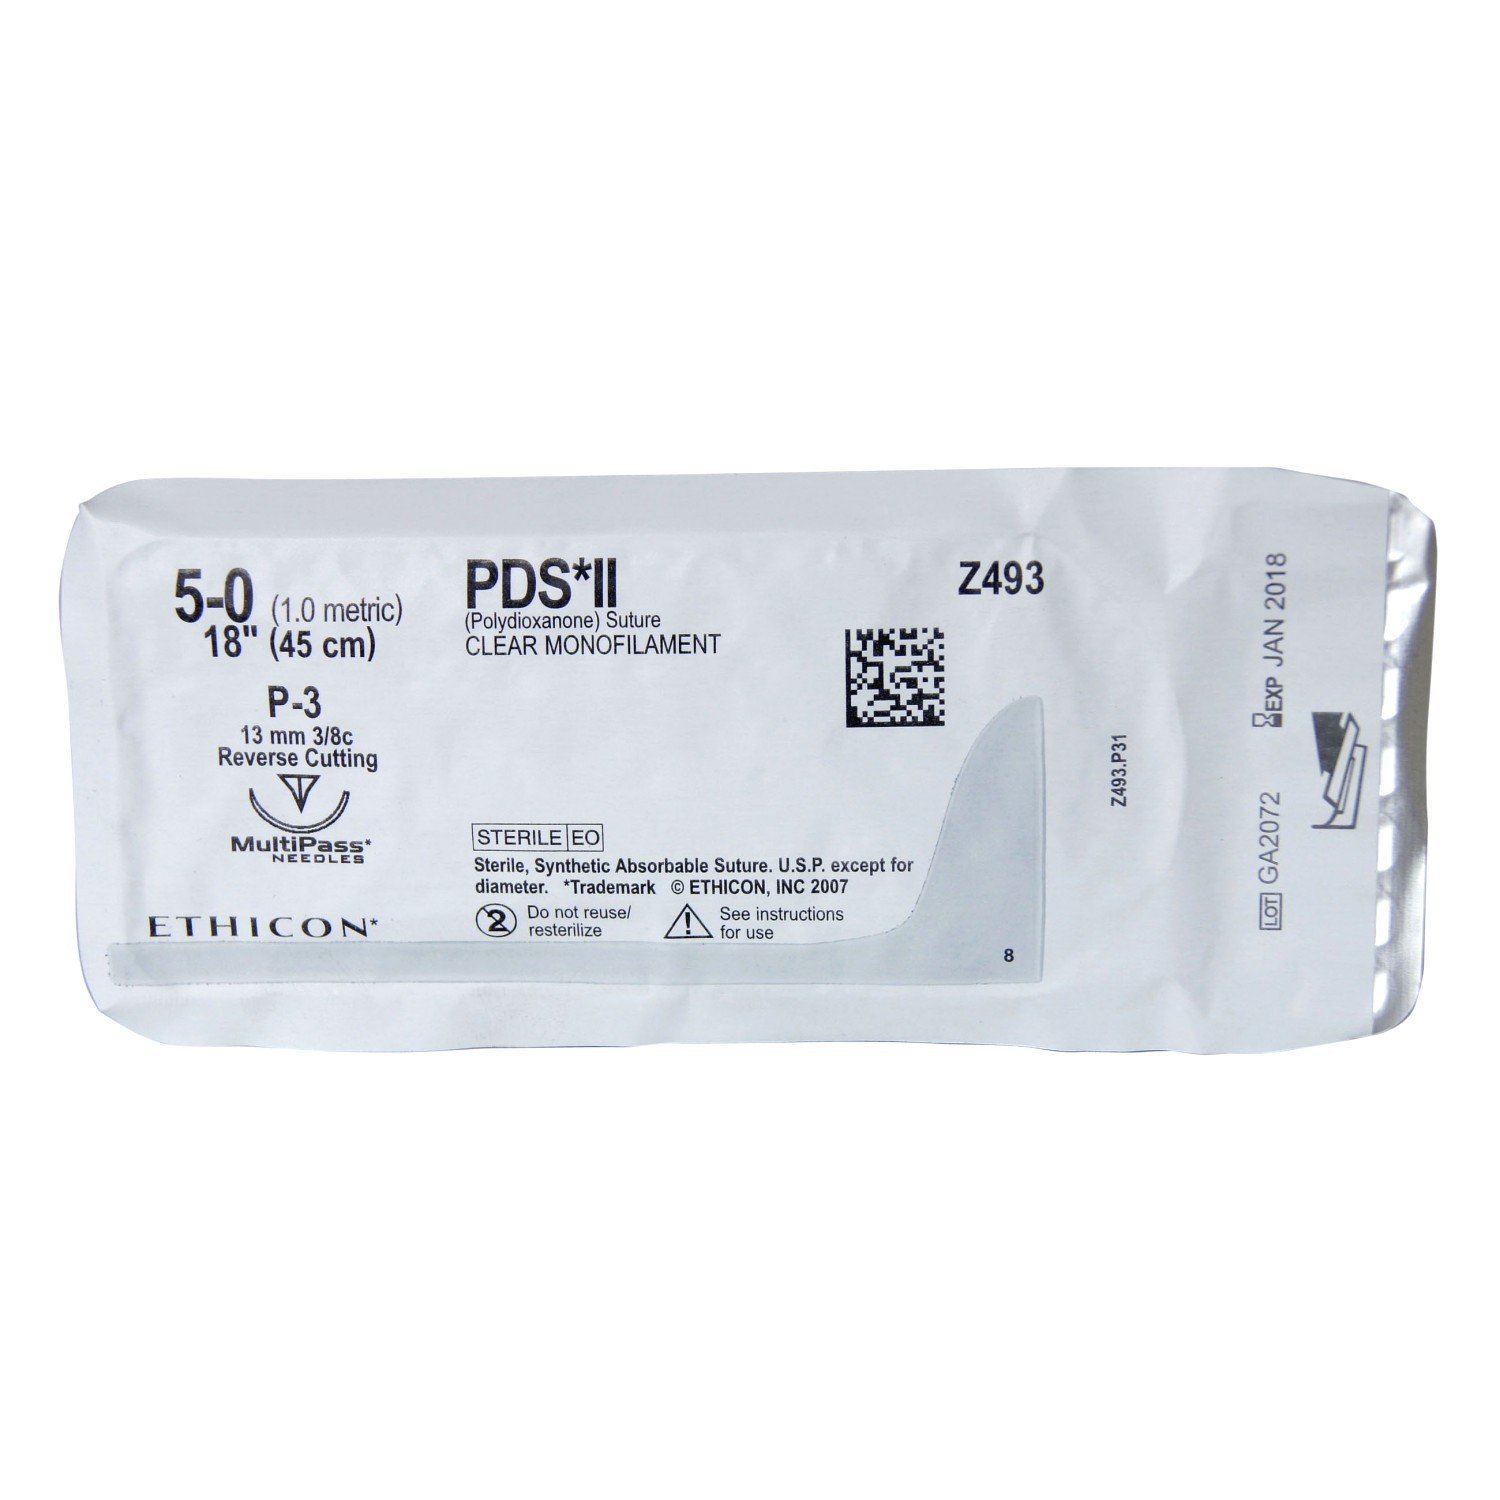 5-0 (1.0 metric)
18" (45 cm)
P-3
13 mm 3/8c
Reverse Cutting
MultiPass*
NEEDLES
ETHICON*
PDS*II
(Polydioxanone) Suture
CLEAR MONOFILAMENT
Z493
STERILE EO
Sterile, Synthetic Absorbable Suture. U.S.P. except for
diameter. *Trademark © ETHICON, INC 2007
2 Do not reuse/
resterilize
! See instructions
for use
8
Z493.P31
LOT GA2072 EXP JAN 2018